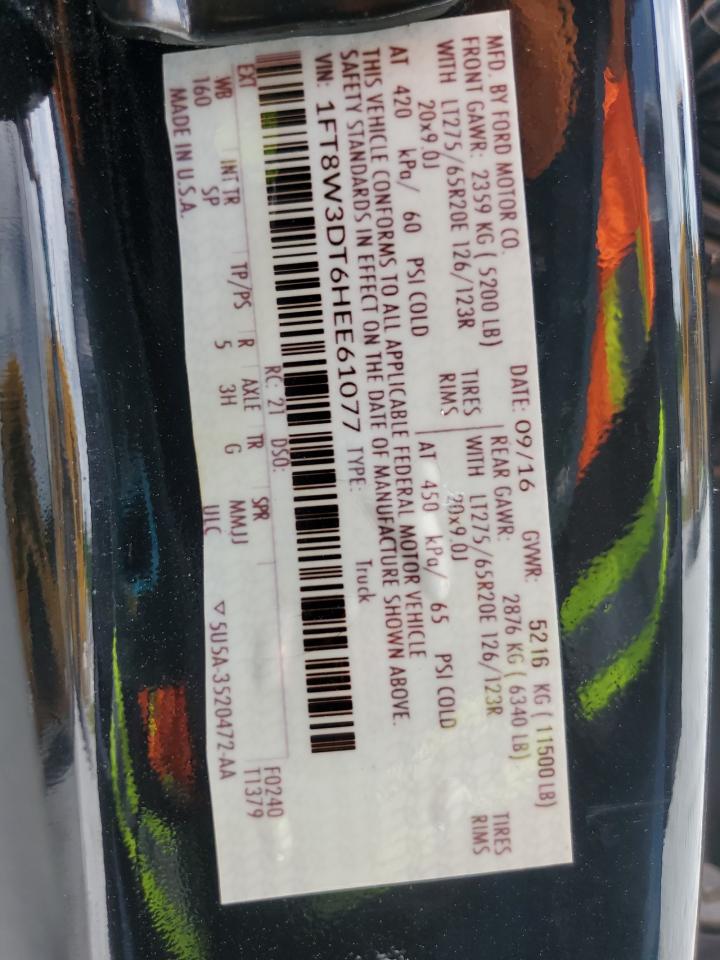 MFD. BY FORD MOTOR CO.
DATE: 09/16 GVWR: 5216 KG ( 11500 LB)
FRONT GAWR: 2359 KG ( 5200 LB) REAR GAWR: 2876 KG ( 6340 LB)
WITH LT275/65R20E 126/123R TIRES WITH LT275/65R20E 126/123R TIRES
20x9.0J RIMS 20x9.0J RIMS
AT 420 kPa/ 60 PSI COLD AT 450 kPa/ 65 PSI COLD
THIS VEHICLE CONFORMS TO ALL APPLICABLE FEDERAL MOTOR VEHICLE
SAFETY STANDARDS IN EFFECT ON THE DATE OF MANUFACTURE SHOWN ABOVE.
VIN: 1FT8W3DT6HEE61077 TYPE: Truck
F0240
T1379
EXT RC: 21 DSO:
WB INT TR TP/PS R AXLE TR SPR
160 SP 5 3H G MMJJ
MADE IN U.S.A. ULC ▽ 5U5A-3520472-AA